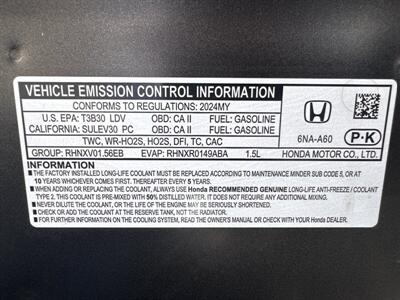 VEHICLE EMISSION CONTROL INFORMATION
CONFORMS TO REGULATIONS: 2024MY
U.S. EPA: T3B30 LDV OBD: CA II FUEL: GASOLINE
CALIFORNIA: SULEV30 PC OBD: CA II FUEL: GASOLINE
TWC, WR-HO2S, HO2S, DFI, TC, CAC
6NA-A60
P·K
GROUP: RHNXV01.56EB EVAP: RHNXR0149ABA 1.5L HONDA MOTOR CO., LTD.
INFORMATION
■ THE FACTORY INSTALLED LONG-LIFE COOLANT MUST BE REPLACED ACCORDING TO MAINTENANCE MINDER SUB CODE 5, OR AT
10 YEARS WHICHEVER COMES FIRST. THEREAFTER EVERY 5 YEARS.
■ WHEN ADDING OR REPLACING THE COOLANT, ALWAYS USE Honda RECOMMENDED GENUINE LONG-LIFE ANTI-FREEZE / COOLANT
TYPE 2. THIS COOLANT IS PRE-MIXED WITH 50% DISTILLED WATER. IT DOES NOT REQUIRE ANY ADDITIONAL MIXING.
■ NEVER DILUTE THE COOLANT, OR THE LIFE OF THE ENGINE MAY BE SERIOUSLY SHORTENED.
■ CHECK OR ADD THE COOLANT AT THE RESERVE TANK, NOT THE RADIATOR.
■ FOR FURTHER INFORMATION ON THE COOLING SYSTEM, READ THE OWNER'S MANUAL OR CHECK WITH YOUR Honda DEALER.